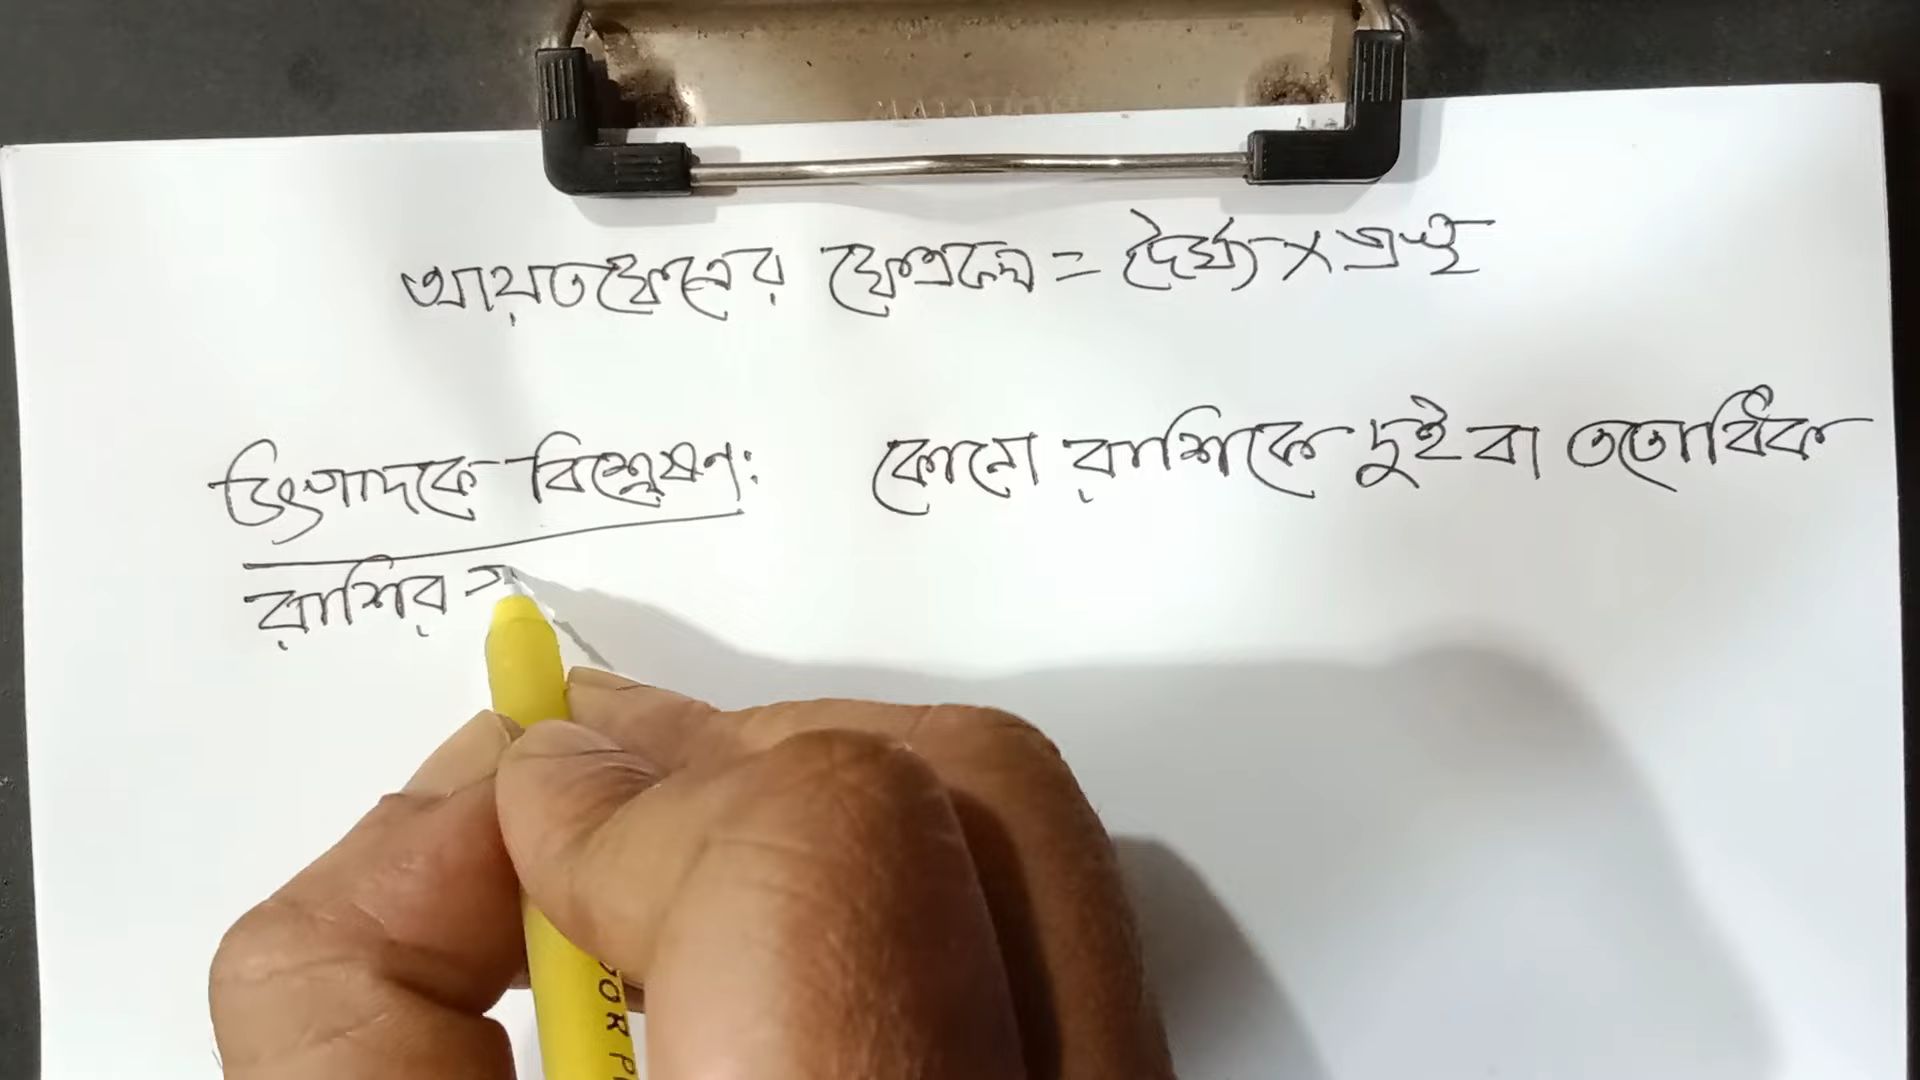 আয়তক্ষেত্রের ক্ষেত্রফল = দৈর্ঘ্য × প্রস্থ
উৎপাদকে বিশ্লেষণ: কোনো রাশিকে দুই বা ততোধিক
রাশির